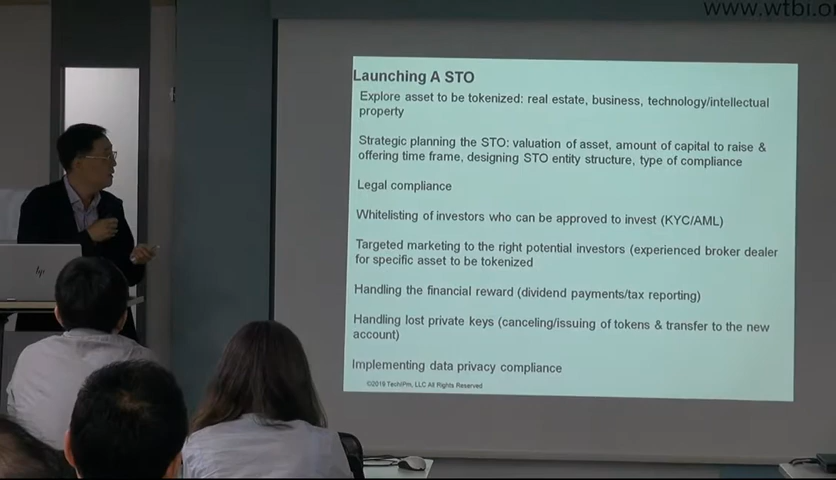 www.wtbi.or
Launching A STO
Explore asset to be tokenized: real estate, business, technology/intellectual
property
Strategic planning the STO: valuation of asset, amount of capital to raise &
offering time frame, designing STO entity structure, type of compliance
Legal compliance
Whitelisting of investors who can be approved to invest (KYC/AML)
Targeted marketing to the right potential investors (experienced broker dealer
for specific asset to be tokenized
Handling the financial reward (dividend payments/tax reporting)
Handling lost private keys (canceling/issuing of tokens & transfer to the new
account)
Implementing data privacy compliance
©2019 TechIPm, LLC All Rights Reserved
hp